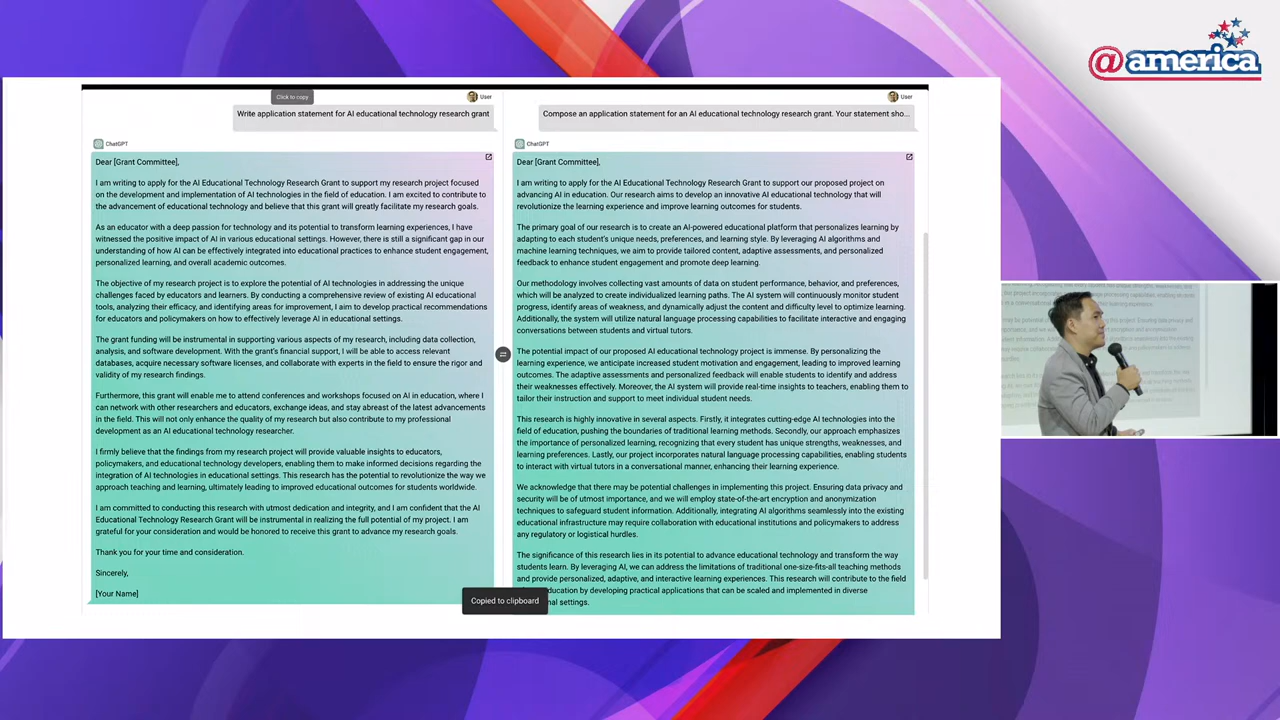 @america
Click to copy
User
Write application statement for AI educational technology research grant
ChatGPT
Dear [Grant Committee],
I am writing to apply for the AI Educational Technology Research Grant to support my research project focused
on the development and implementation of AI technologies in the field of education. I am excited to contribute to
the advancement of educational technology and believe that this grant will greatly facilitate my research goals.
As an educator with a deep passion for technology and its potential to transform learning experiences, I have
witnessed the positive impact of AI in various educational settings. However, there is still a significant gap in our
understanding of how AI can be effectively integrated into educational practices to enhance student engagement,
personalized learning, and overall academic outcomes.
The objective of my research project is to explore the potential of AI technologies in addressing the unique
challenges faced by educators and learners. By conducting a comprehensive review of existing AI educational
tools, analyzing their efficacy, and identifying areas for improvement, I aim to develop practical recommendations
for educators and policymakers on how to effectively leverage AI in educational settings.
The grant funding will be instrumental in supporting various aspects of my research, including data collection,
analysis, and software development. With the grant's financial support, I will be able to access relevant
databases, acquire necessary software licenses, and collaborate with experts in the field to ensure the rigor and
validity of my research findings.
Furthermore, this grant will enable me to attend conferences and workshops focused on AI in education, where I
can network with other researchers and educators, exchange ideas, and stay abreast of the latest advancements
in the field. This will not only enhance the quality of my research but also contribute to my professional
development as an AI educational technology researcher.
I firmly believe that the findings from my research project will provide valuable insights to educators,
policymakers, and educational technology developers, enabling them to make informed decisions regarding the
integration of AI technologies in educational settings. This research has the potential to revolutionize the way we
approach teaching and learning, ultimately leading to improved educational outcomes for students worldwide.
I am committed to conducting this research with utmost dedication and integrity, and I am confident that the AI
Educational Technology Research Grant will be instrumental in realizing the full potential of my project. I am
grateful for your consideration and would be honored to receive this grant to advance my research goals.
Thank you for your time and consideration.
Sincerely,
[Your Name]
User
Compose an application statement for an AI educational technology research grant. Your statement sho...
ChatGPT
Dear [Grant Committee],
I am writing to apply for the AI Educational Technology Research Grant to support our proposed project on
advancing AI in education. Our research aims to develop an innovative AI educational technology that will
revolutionize the learning experience and improve learning outcomes for students.
The primary goal of our research is to create an AI-powered educational platform that personalizes learning by
adapting to each student's unique needs, preferences, and learning style. By leveraging AI algorithms and
machine learning techniques, we aim to provide tailored content, adaptive assessments, and personalized
feedback to enhance student engagement and promote deep learning.
Our methodology involves collecting vast amounts of data on student performance, behavior, and preferences,
which will be analyzed to create individualized learning paths. The AI system will continuously monitor student
progress, identify areas of weakness, and dynamically adjust the content and difficulty level to optimize learning.
Additionally, the system will utilize natural language processing capabilities to facilitate interactive and engaging
conversations between students and virtual tutors.
The potential impact of our proposed AI educational technology project is immense. By personalizing the
learning experience, we anticipate increased student motivation and engagement, leading to improved learning
outcomes. The adaptive assessments and personalized feedback will enable students to identify and address
their weaknesses effectively. Moreover, the AI system will provide real-time insights to teachers, enabling them to
tailor their instruction and support to meet individual student needs.
This research is highly innovative in several aspects. Firstly, it integrates cutting-edge AI technologies into the
field of education, pushing the boundaries of traditional learning methods. Secondly, our approach emphasizes
the importance of personalized learning, recognizing that every student has unique strengths, weaknesses, and
learning preferences. Lastly, our project incorporates natural language processing capabilities, enabling students
to interact with virtual tutors in a conversational manner, enhancing their learning experience.
We acknowledge that there may be potential challenges in implementing this project. Ensuring data privacy and
security will be of utmost importance, and we will employ state-of-the-art encryption and anonymization
techniques to safeguard student information. Additionally, integrating AI algorithms seamlessly into the existing
educational infrastructure may require collaboration with educational institutions and policymakers to address
any regulatory or logistical hurdles.
The significance of this research lies in its potential to advance educational technology and transform the way
students learn. By leveraging AI, we can address the limitations of traditional one-size-fits-all teaching methods
and provide personalized, adaptive, and interactive learning experiences. This research will contribute to the field
education by developing practical applications that can be scaled and implemented in diverse
settings.
Copied to clipboard